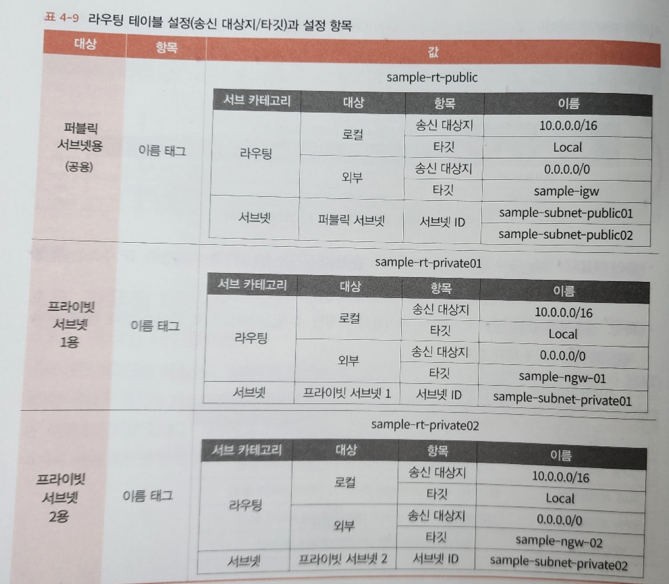 표 4-9 라우팅 테이블 설정(송신 대상지/타깃)과 설정 항목
대상 항목 값
퍼블릭
서브넷용
(공용)
이름 태그
sample-rt-public
서브 카테고리 대상 항목 이름
라우팅 로컬 송신 대상지 10.0.0.0/16
타깃 Local
외부 송신 대상지 0.0.0.0/0
타깃 sample-igw
서브넷 퍼블릭 서브넷 서브넷 ID sample-subnet-public01
sample-subnet-public02
프라이빗
서브넷
1용
이름 태그
sample-rt-private01
서브 카테고리 대상 항목 이름
라우팅 로컬 송신 대상지 10.0.0.0/16
타깃 Local
외부 송신 대상지 0.0.0.0/0
타깃 sample-ngw-01
서브넷 프라이빗 서브넷 1 서브넷 ID sample-subnet-private01
프라이빗
서브넷
2용
이름 태그
sample-rt-private02
서브 카테고리 대상 항목 이름
라우팅 로컬 송신 대상지 10.0.0.0/16
타깃 Local
외부 송신 대상지 0.0.0.0/0
타깃 sample-ngw-02
서브넷 프라이빗 서브넷 2 서브넷 ID sample-subnet-private02